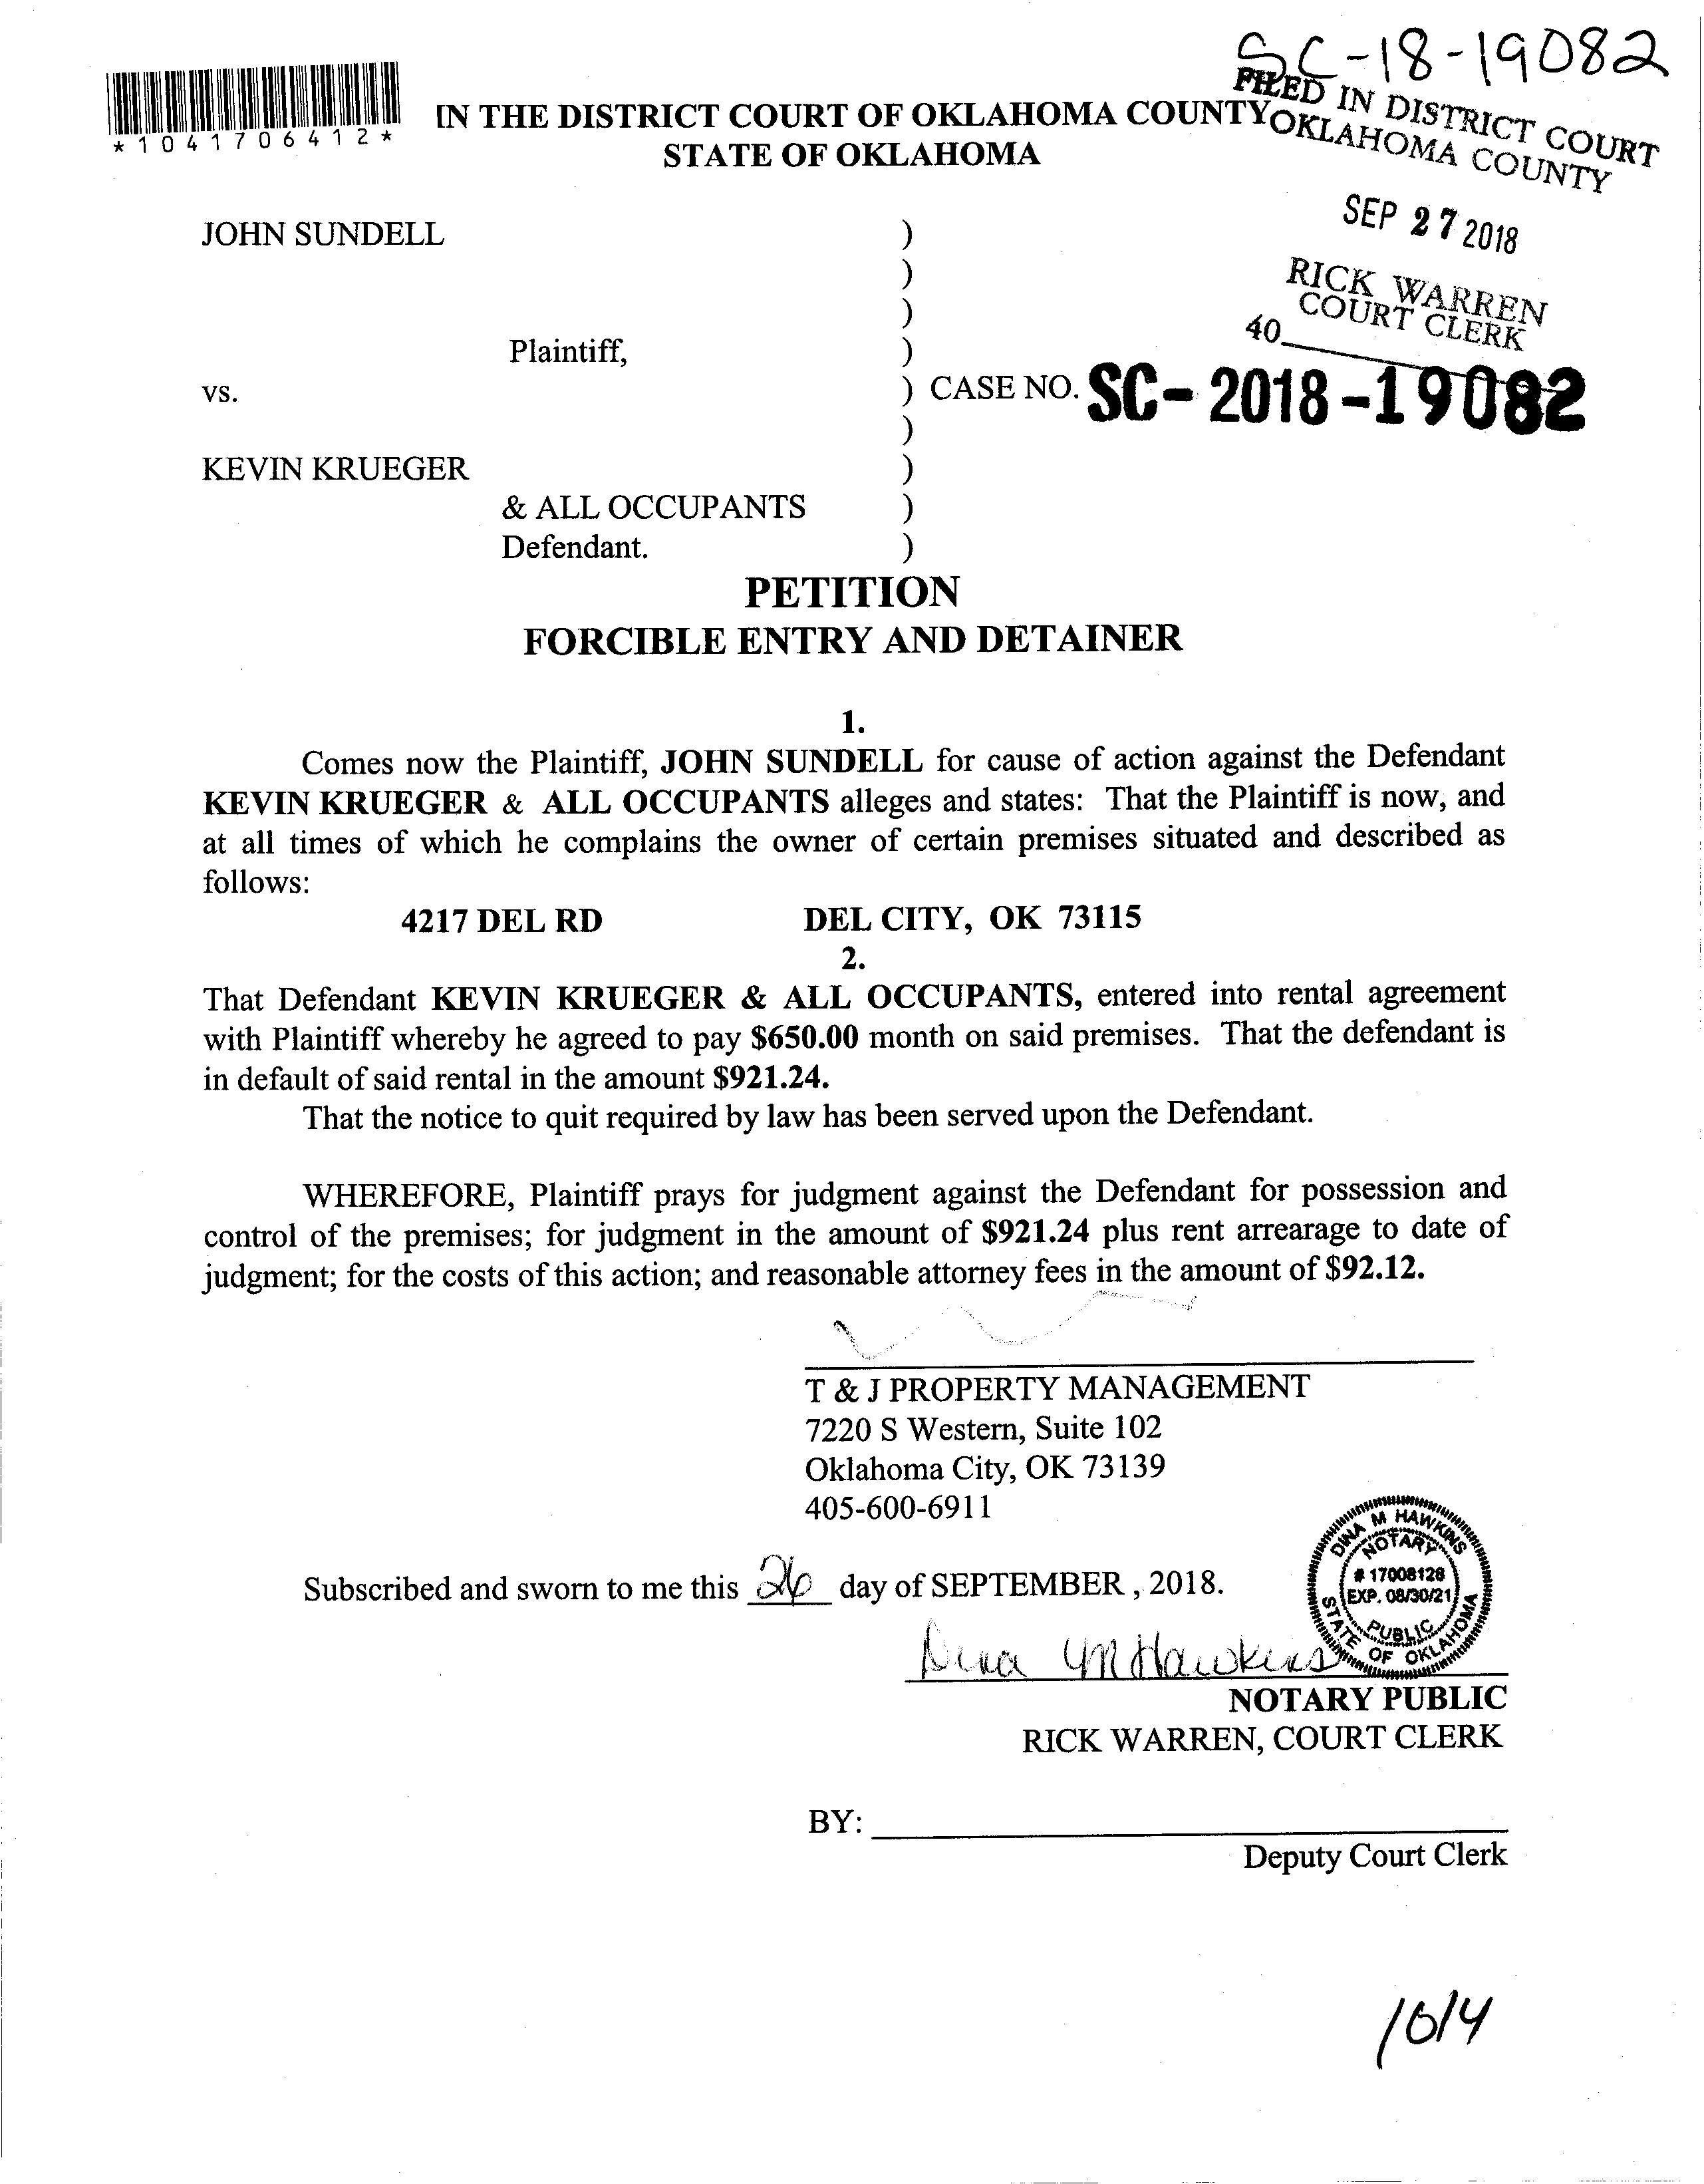 SC-18-19082
*1041706412*
IN THE DISTRICT COURT OF OKLAHOMA COUNTY
STATE OF OKLAHOMA
FILED IN DISTRICT COURT
OKLAHOMA COUNTY
SEP 27 2018
RICK WARREN
COURT CLERK
40
JOHN SUNDELL )
)
)
Plaintiff, )
vs. ) CASE NO. SC-2018-19082
)
KEVIN KRUEGER )
& ALL OCCUPANTS )
Defendant. )
PETITION
FORCIBLE ENTRY AND DETAINER
1.
Comes now the Plaintiff, JOHN SUNDELL for cause of action against the Defendant
KEVIN KRUEGER & ALL OCCUPANTS alleges and states: That the Plaintiff is now, and
at all times of which he complains the owner of certain premises situated and described as
follows:
4217 DEL RD DEL CITY, OK 73115
2.
That Defendant KEVIN KRUEGER & ALL OCCUPANTS, entered into rental agreement
with Plaintiff whereby he agreed to pay $650.00 month on said premises. That the defendant is
in default of said rental in the amount $921.24.
That the notice to quit required by law has been served upon the Defendant.
WHEREFORE, Plaintiff prays for judgment against the Defendant for possession and
control of the premises; for judgment in the amount of $921.24 plus rent arrearage to date of
judgment; for the costs of this action; and reasonable attorney fees in the amount of $92.12.
T & J PROPERTY MANAGEMENT
7220 S Western, Suite 102
Oklahoma City, OK 73139
405-600-6911
Subscribed and sworn to me this 26 day of SEPTEMBER , 2018.
DINA M HAWKINS
NOTARY
# 17008128
EXP. 08/30/21
PUBLIC
STATE OF OKLAHOMA
Dina M Hawkins
NOTARY PUBLIC
RICK WARREN, COURT CLERK
BY:
Deputy Court Clerk
10/4